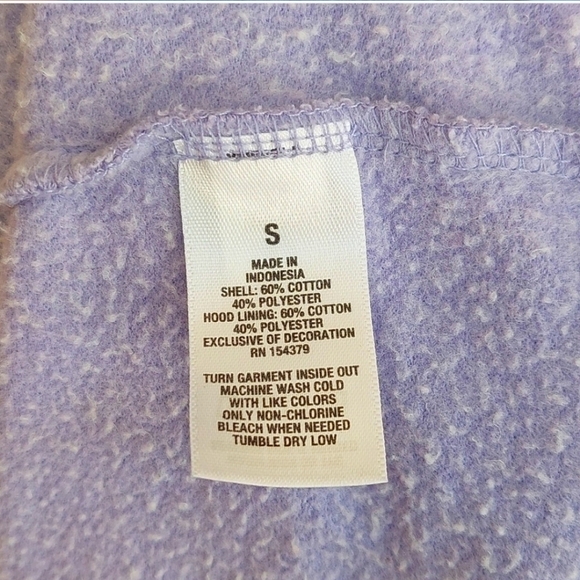 S
MADE IN
INDONESIA
SHELL: 60% COTTON
40% POLYESTER
HOOD LINING: 60% COTTON
40% POLYESTER
EXCLUSIVE OF DECORATION
RN 154379
TURN GARMENT INSIDE OUT
MACHINE WASH COLD
WITH LIKE COLORS
ONLY NON-CHLORINE
BLEACH WHEN NEEDED
TUMBLE DRY LOW